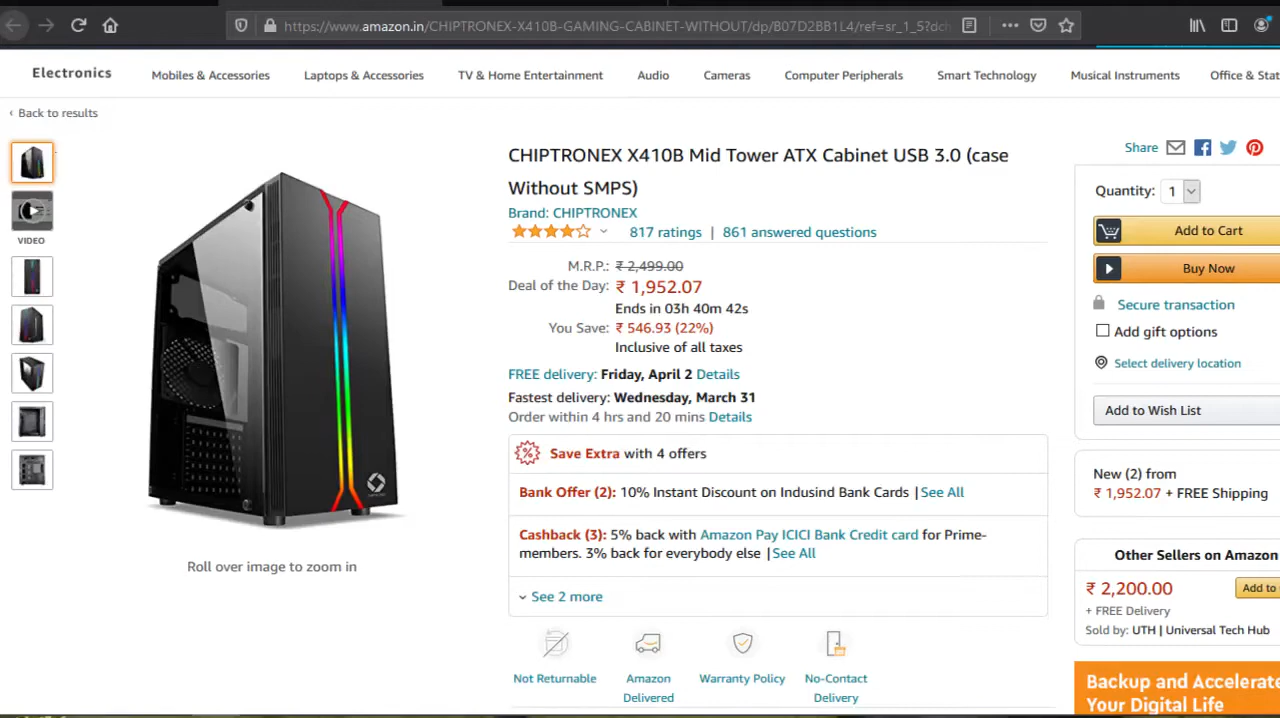 https://www.amazon.in/CHIPTRONEX-X410B-GAMING-CABINET-WITHOUT/dp/B07D2BB1L4/ref=sr_1_5?dch
Electronics
Mobiles & Accessories
Laptops & Accessories
TV & Home Entertainment
Audio
Cameras
Computer Peripherals
Smart Technology
Musical Instruments
Office & Stat
‹ Back to results
VIDEO
Roll over image to zoom in
CHIPTRONEX X410B Mid Tower ATX Cabinet USB 3.0 (case
Without SMPS)
Brand: CHIPTRONEX
817 ratings | 861 answered questions
M.R.P.: ₹ 2,499.00
Deal of the Day: ₹ 1,952.07
Ends in 03h 40m 42s
You Save: ₹ 546.93 (22%)
Inclusive of all taxes
FREE delivery: Friday, April 2 Details
Fastest delivery: Wednesday, March 31
Order within 4 hrs and 20 mins Details
Save Extra with 4 offers
Bank Offer (2): 10% Instant Discount on Indusind Bank Cards |See All
Cashback (3): 5% back with Amazon Pay ICICI Bank Credit card for Prime-
members. 3% back for everybody else |See All
See 2 more
Not Returnable
Amazon
Delivered
Warranty Policy
No-Contact
Delivery
Share
Quantity: 1
Add to Cart
Buy Now
Secure transaction
Add gift options
Select delivery location
Add to Wish List
New (2) from
₹ 1,952.07 + FREE Shipping
Other Sellers on Amazon
₹ 2,200.00
Add to
+ FREE Delivery
Sold by: UTH | Universal Tech Hub
Backup and Accelerate
Your Digital Life